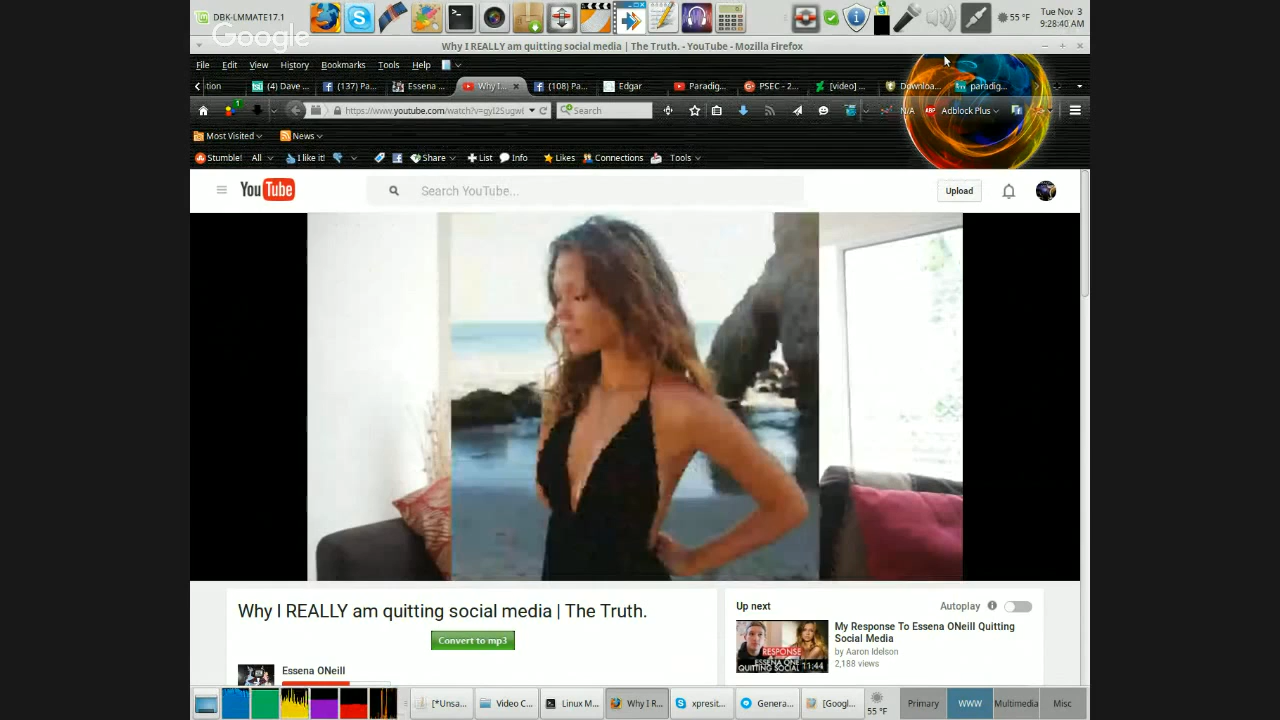 DBK-LMMATE17.1
Google
55 °F
Tue Nov 3
9:28:40 AM
Why I REALLY am quitting social media | The Truth. - YouTube - Mozilla Firefox
File Edit View History Bookmarks Tools Help
tion
(4) Dave ...
(137) Pa...
Essena ...
Why I...
(108) Pa...
Edgar
Paradig...
PSEC - 2...
[video] ...
Downloa...
paradig...
https://www.youtube.com/watch?v=gyI2SugwI
Search
N/A
Adblock Plus
Most Visited
News
Stumble! All I like it! Share List Info Likes Connections Tools
YouTube
Search YouTube...
Upload
Why I REALLY am quitting social media | The Truth.
Convert to mp3
Essena ONeill
Up next
Autoplay
RESPONSE
ESSENA ONE
QUITTING SOCIAL
11:44
My Response To Essena ONeill Quitting
Social Media
by Aaron Idelson
2,188 views
[*Unsa...
Video C...
Linux M...
Why I R...
xpresit...
Genera...
[Googl...
55 °F
Primary
WWW
Multimedia
Misc